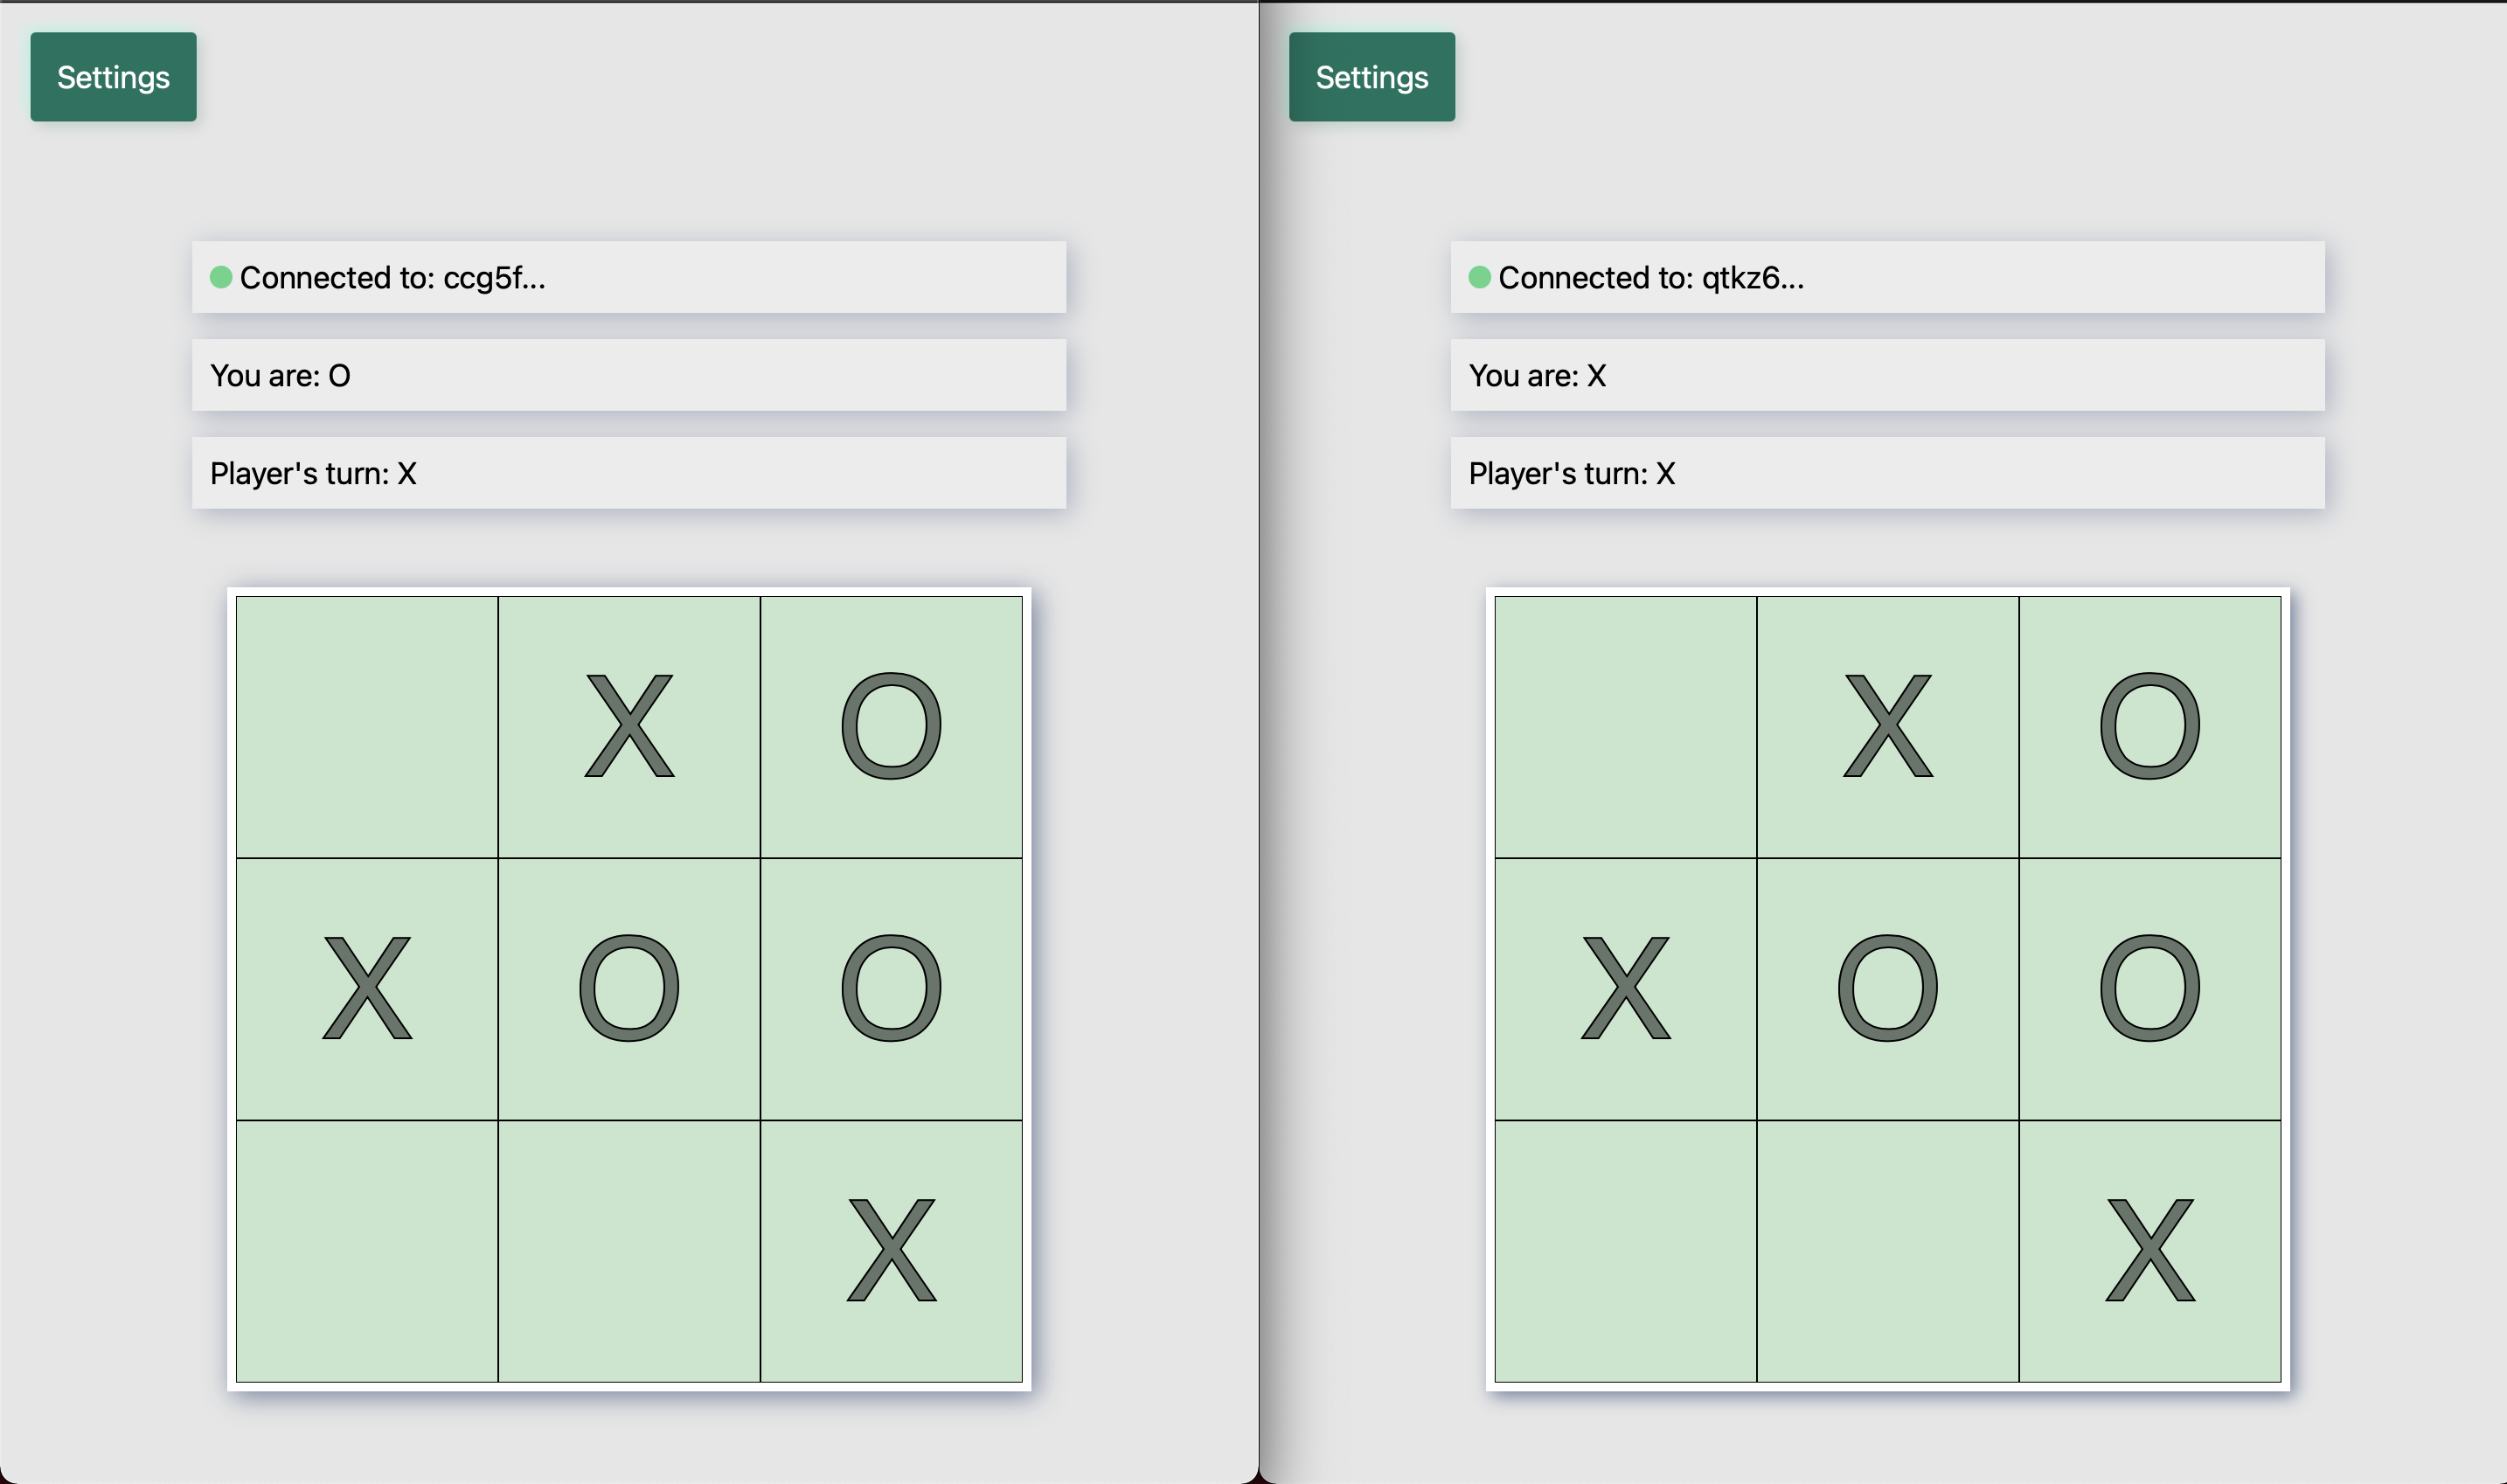 Settings
Connected to: ccg5f...
You are: O
Player's turn: X
X O
X O O
X
Settings
Connected to: qtkz6...
You are: X
Player's turn: X
X O
X O O
X